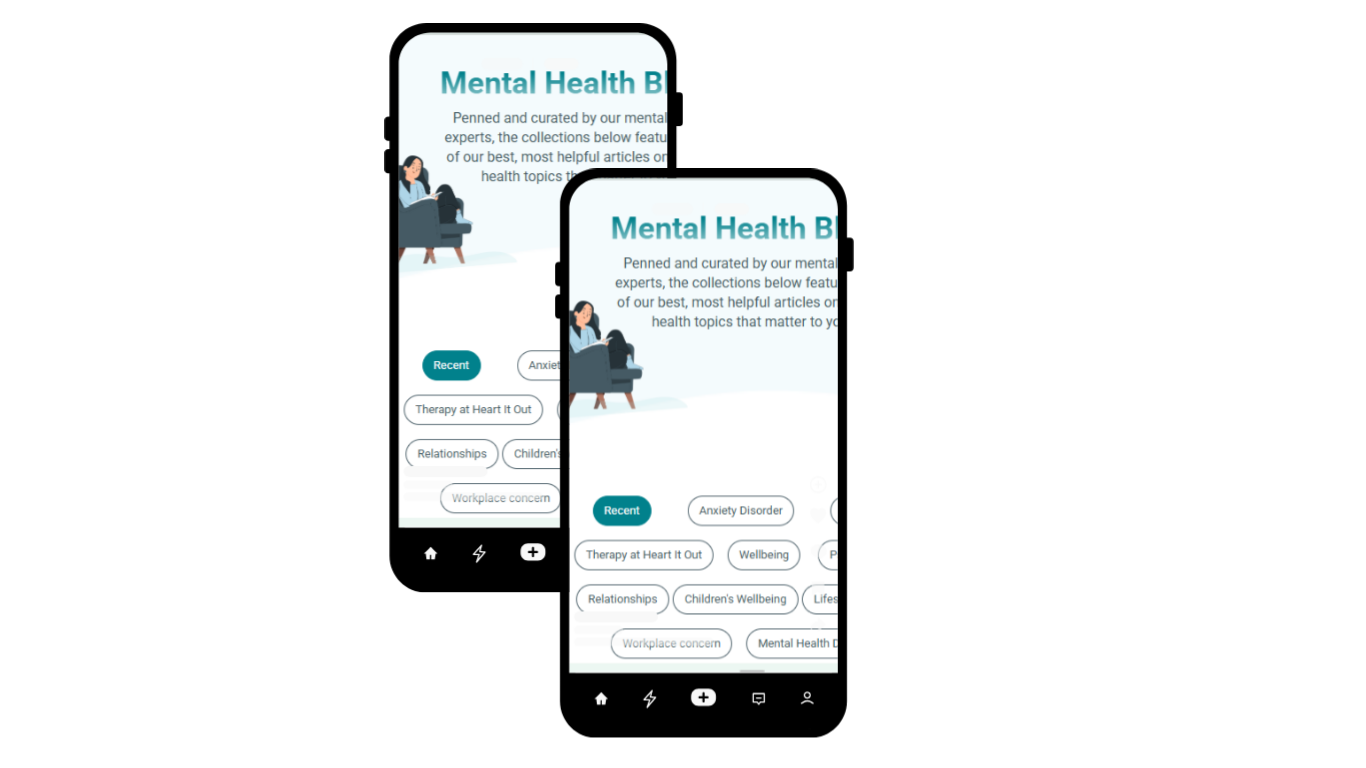 Mental Health Bl
Penned and curated by our mental
experts, the collections below featu
of our best, most helpful articles on
health topics th
Recent
Anxiet
Therapy at Heart It Out
Relationships
Children's
Workplace concern
Mental Health Bl
Penned and curated by our mental
experts, the collections below featu
of our best, most helpful articles on
health topics that matter to yo
Recent
Anxiety Disorder
Therapy at Heart It Out
Wellbeing
P
Relationships
Children's Wellbeing
Lifes
Workplace concern
Mental Health D